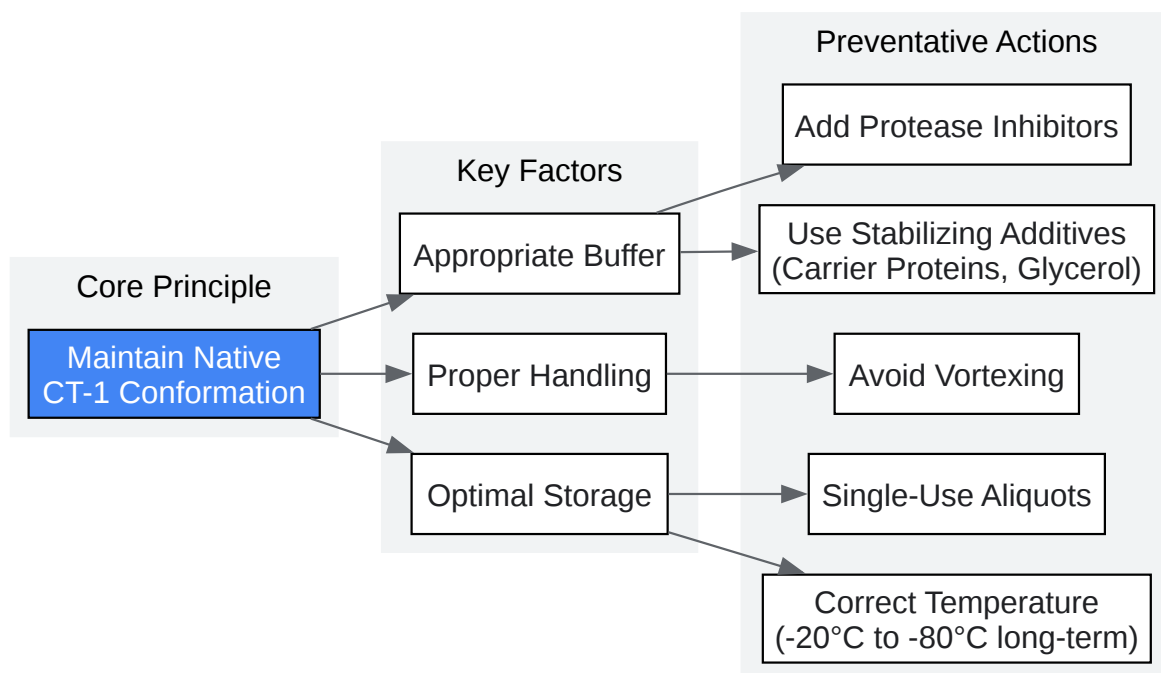 Core Principle
Maintain Native
CT-1 Conformation
Key Factors
Appropriate Buffer
Proper Handling
Optimal Storage
Preventative Actions
Add Protease Inhibitors
Use Stabilizing Additives
(Carrier Proteins, Glycerol)
Avoid Vortexing
Single-Use Aliquots
Correct Temperature
(-20°C to -80°C long-term)